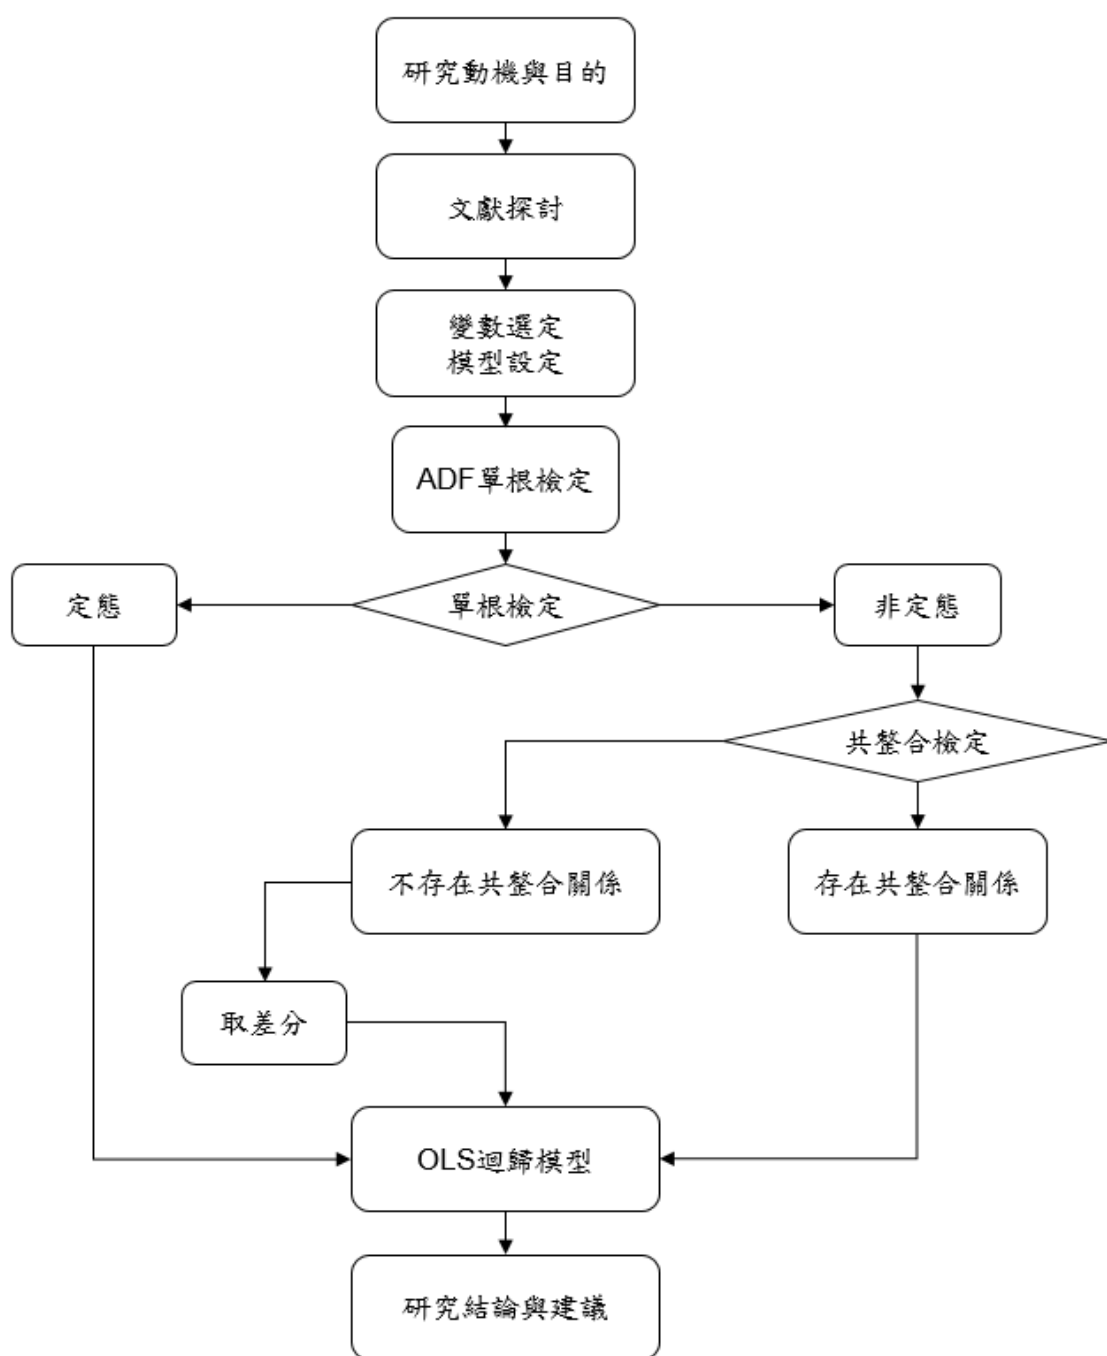 研究動機與目的
文獻探討
變數選定
模型設定
ADF單根檢定
定態
單根檢定
非定態
共整合檢定
不存在共整合關係
存在共整合關係
取差分
OLS迴歸模型
研究結論與建議